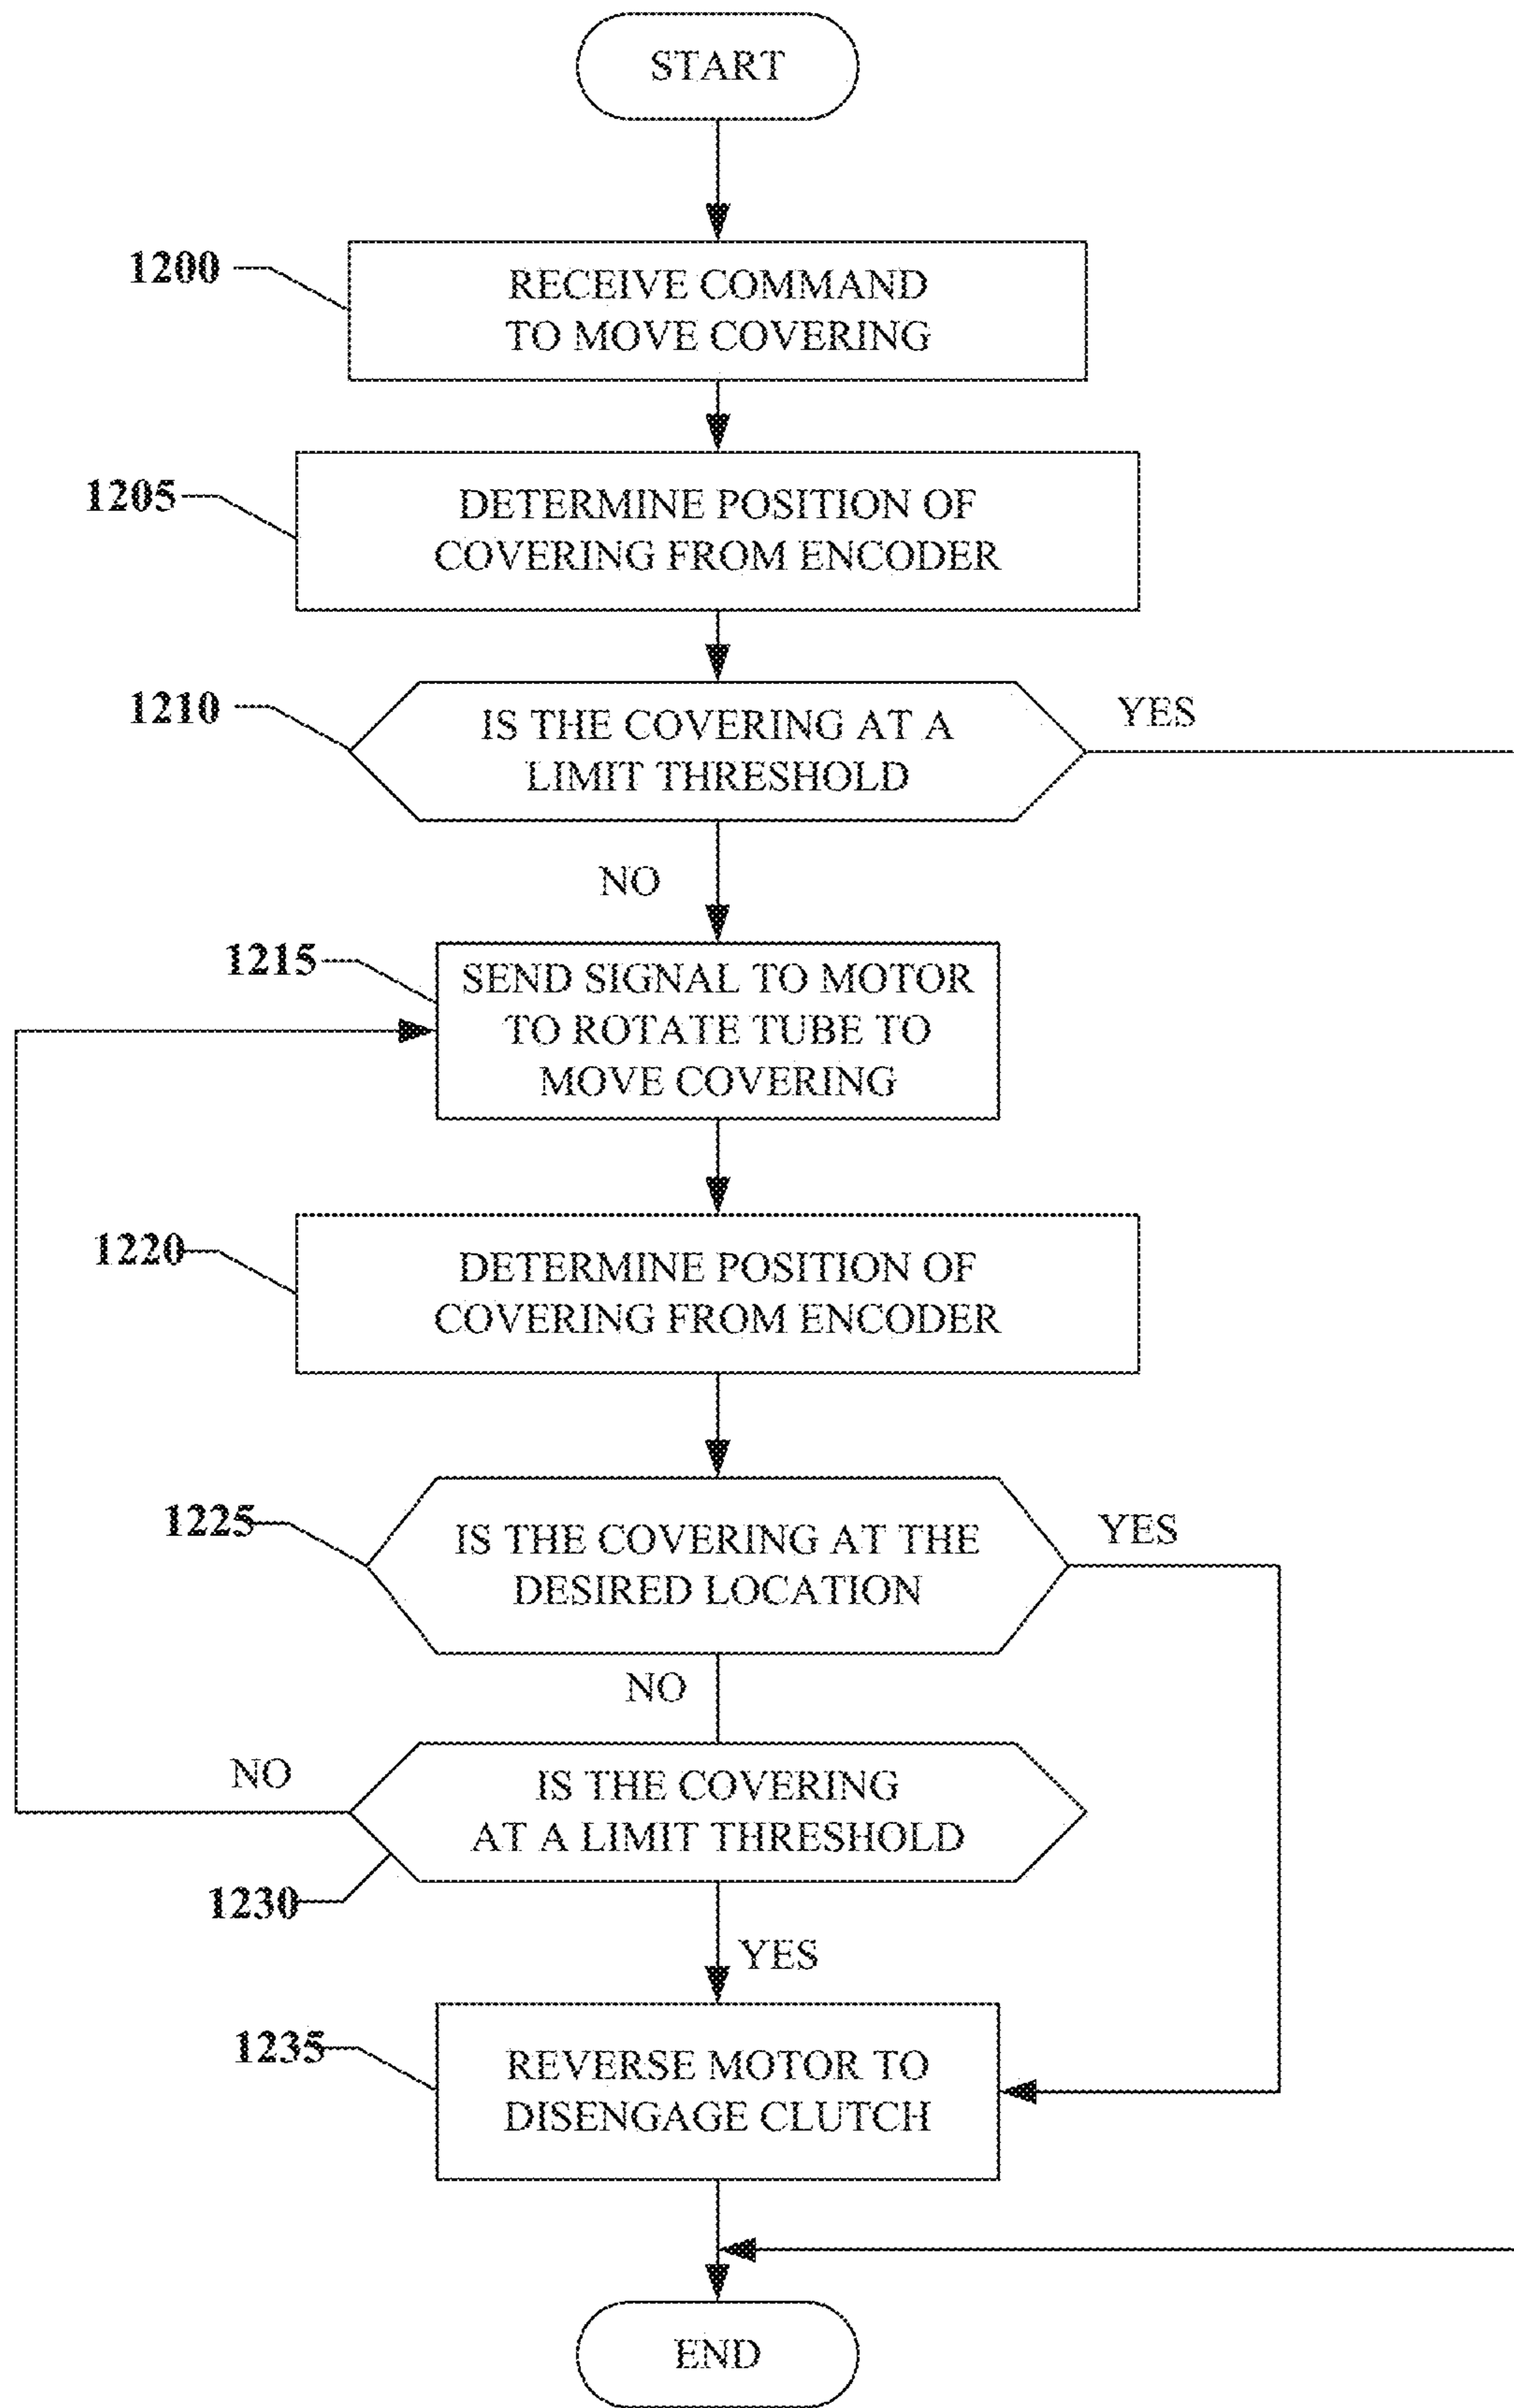 START
1200
RECEIVE COMMAND
TO MOVE COVERING
1205
DETERMINE POSITION OF
COVERING FROM ENCODER
1210
IS THE COVERING AT A
LIMIT THRESHOLD
YES
NO
1215
SEND SIGNAL TO MOTOR
TO ROTATE TUBE TO
MOVE COVERING
1220
DETERMINE POSITION OF
COVERING FROM ENCODER
1225
IS THE COVERING AT THE
DESIRED LOCATION
YES
NO
NO
IS THE COVERING
AT A LIMIT THRESHOLD
1230
YES
1235
REVERSE MOTOR TO
DISENGAGE CLUTCH
END